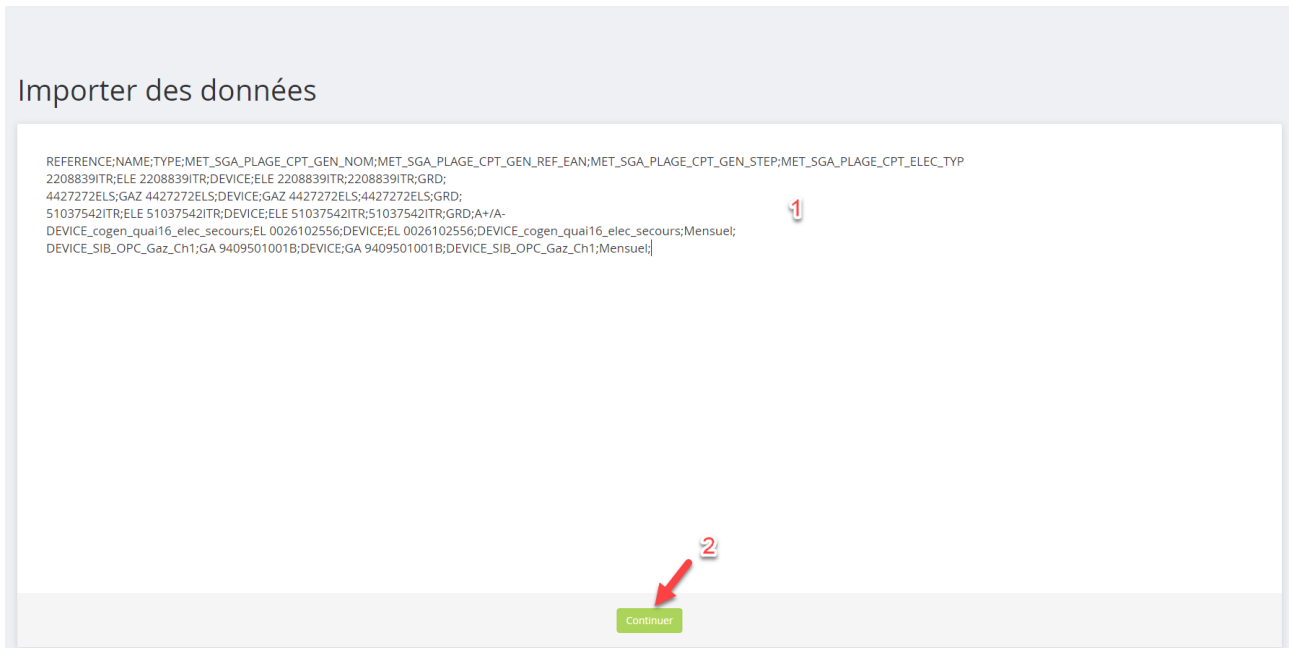 Importer des données
REFERENCE;NAME;TYPE;MET_SGA_PLAGE_CPT_GEN_NOM;MET_SGA_PLAGE_CPT_GEN_REF_EAN;MET_SGA_PLAGE_CPT_GEN_STEP;MET_SGA_PLAGE_CPT_ELEC_TYP
2208839ITR;ELE 2208839ITR;DEVICE;ELE 2208839ITR;2208839ITR;GRD;
4427272ELS;GAZ 4427272ELS;DEVICE;GAZ 4427272ELS;4427272ELS;GRD;
51037542ITR;ELE 51037542ITR;DEVICE;ELE 51037542ITR;51037542ITR;GRD;A+/A-
1
DEVICE_cogen_quai16_elec_secours;EL 0026102556;DEVICE;EL 0026102556;DEVICE_cogen_quai16_elec_secours;Mensuel;
DEVICE_SIB_OPC_Gaz_Ch1;GA 9409501001B;DEVICE;GA 9409501001B;DEVICE_SIB_OPC_Gaz_Ch1;Mensuel;
2
Continuer